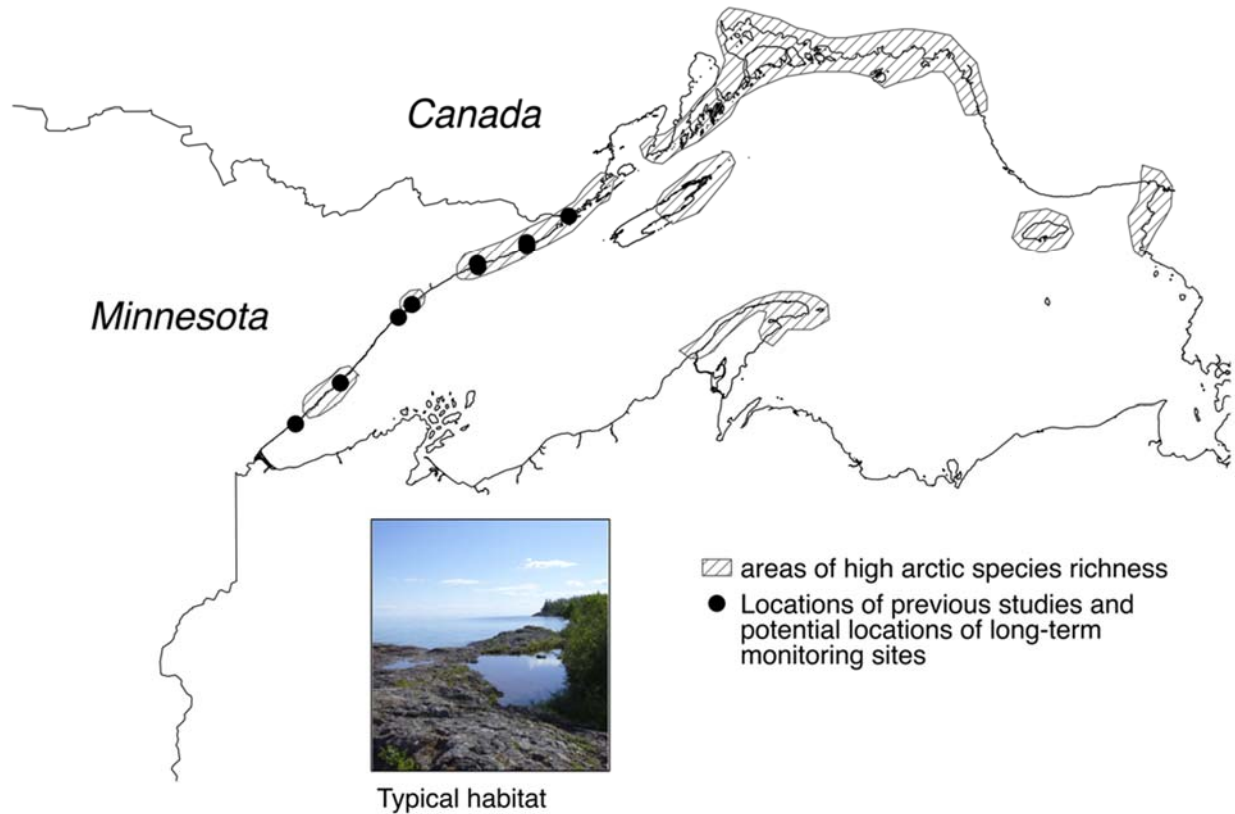 Canada
Minnesota
areas of high arctic species richness
Locations of previous studies and
potential locations of long-term
monitoring sites
Typical habitat